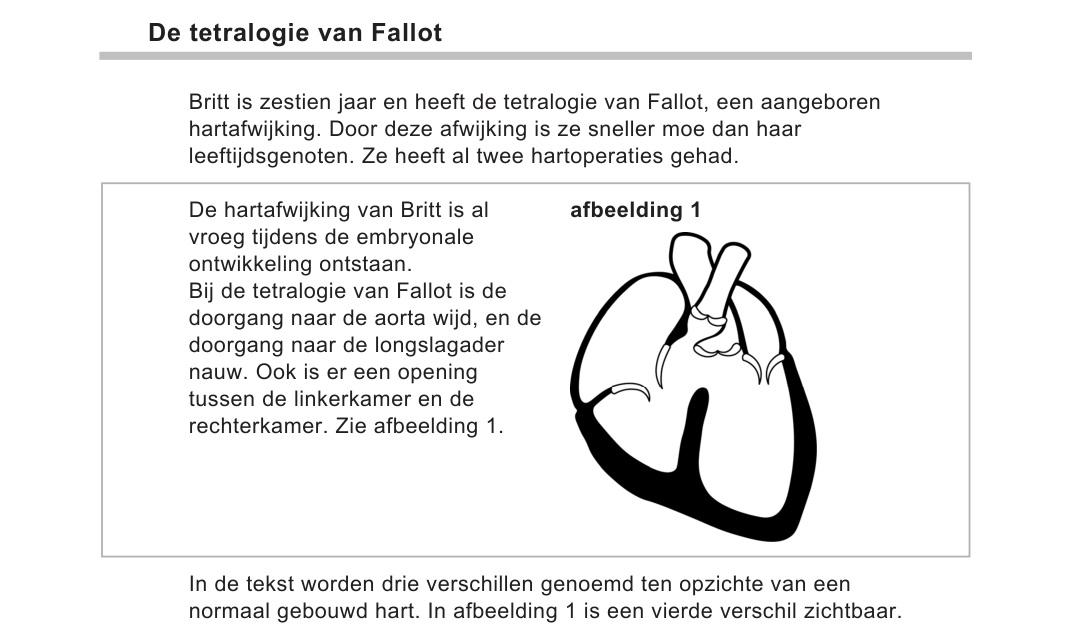 De tetralogie van Fallot
Britt is zestien jaar en heeft de tetralogie van Fallot, een aangeboren
hartafwijking. Door deze afwijking is ze sneller moe dan haar
leeftijdsgenoten. Ze heeft al twee hartoperaties gehad.
De hartafwijking van Britt is al
vroeg tijdens de embryonale
ontwikkeling ontstaan.
Bij de tetralogie van Fallot is de
doorgang naar de aorta wijd, en de
doorgang naar de longslagader
nauw. Ook is er een opening
tussen de linkerkamer en de
rechterkamer. Zie afbeelding 1.
afbeelding 1
In de tekst worden drie verschillen genoemd ten opzichte van een
normaal gebouwd hart. In afbeelding 1 is een vierde verschil zichtbaar.